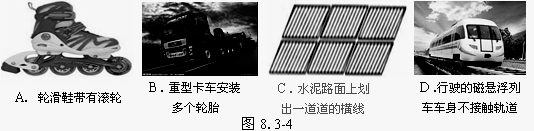 A. 轮滑鞋带有滚轮
B．重型卡车安装
多个轮胎
C．水泥路面上划
出一道道的横线
D.行驶的磁悬浮列
车车身不接触轨道
图 8.3-4